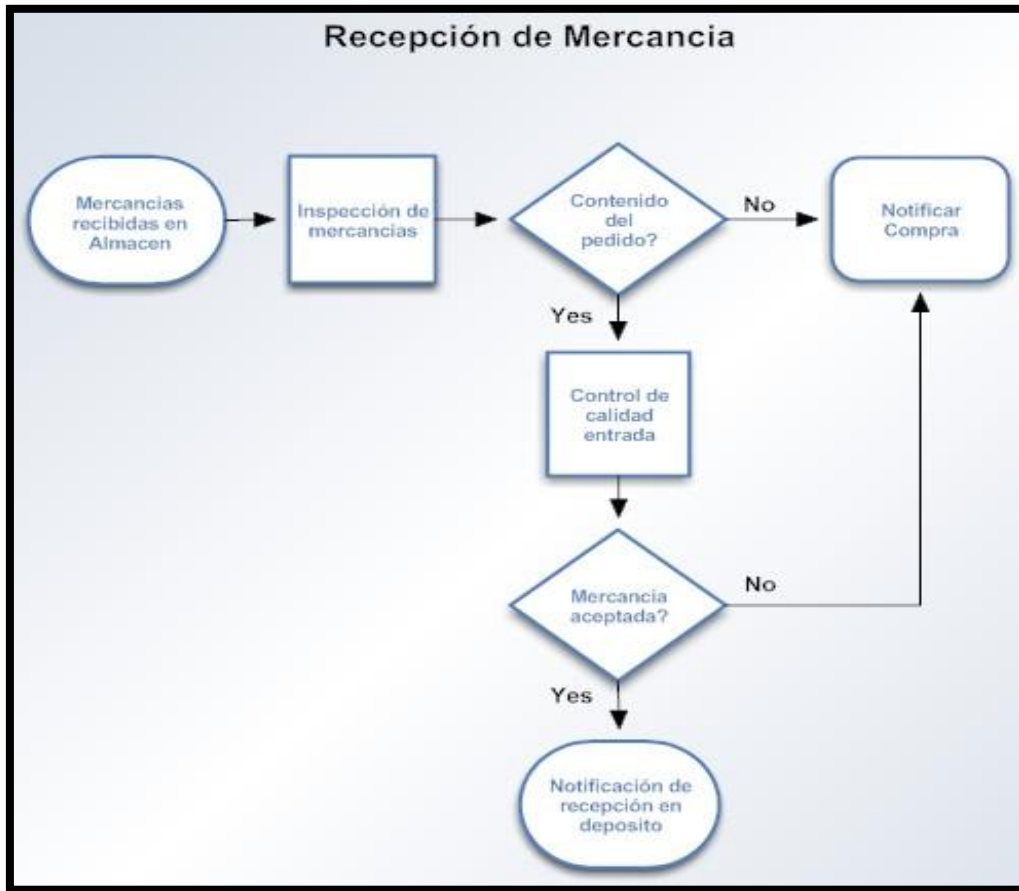 Recepción de Mercancia
Mercancias
recibidas en
Almacen
Inspección de
mercancias
Contenido
del
pedido?
No
Notificar
Compra
Yes
Control de
calidad
entrada
Mercancia
aceptada?
No
Yes
Notificación de
recepción en
deposito